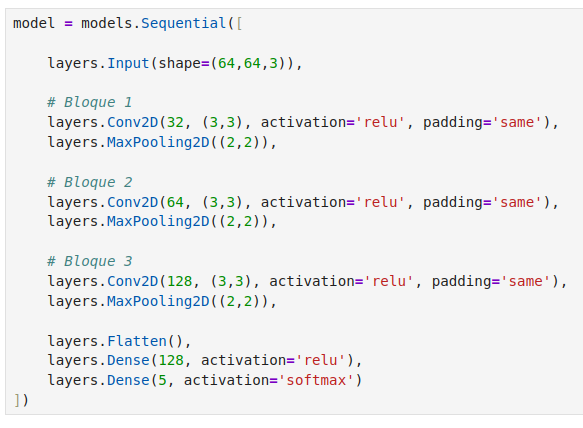 model = models.Sequential([
layers.Input(shape=(64,64,3)),
# Bloque 1
layers.Conv2D(32, (3,3), activation='relu', padding='same'),
layers.MaxPooling2D((2,2)),
# Bloque 2
layers.Conv2D(64, (3,3), activation='relu', padding='same'),
layers.MaxPooling2D((2,2)),
# Bloque 3
layers.Conv2D(128, (3,3), activation='relu', padding='same'),
layers.MaxPooling2D((2,2)),
layers.Flatten(),
layers.Dense(128, activation='relu'),
layers.Dense(5, activation='softmax')
])